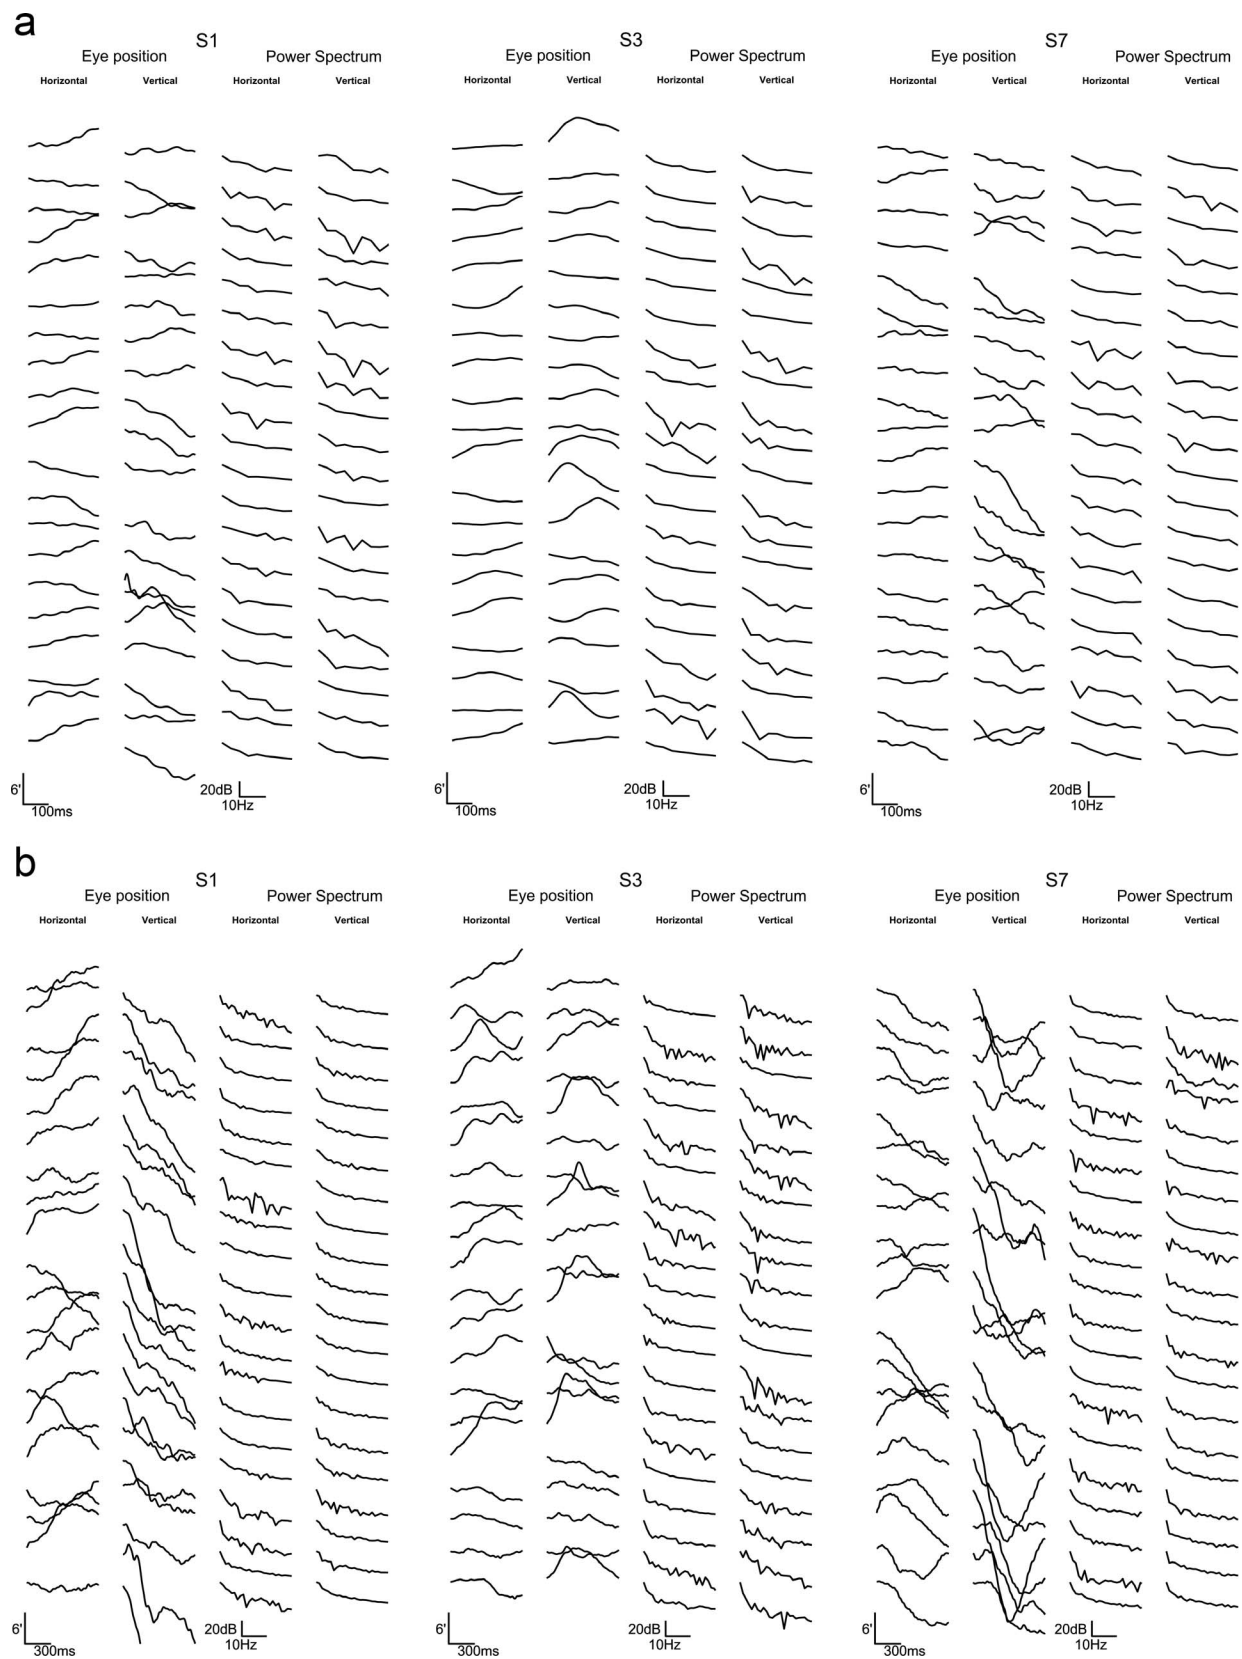 a
S1 S3 S7
Eye position Power Spectrum Eye position Power Spectrum Eye position Power Spectrum
Horizontal Vertical Horizontal Vertical Horizontal Vertical Horizontal Vertical Horizontal Vertical Horizontal Vertical
6' 20dB 6' 20dB 6' 20dB
100ms 10Hz 100ms 10Hz 100ms 10Hz
b
S1 S3 S7
Eye position Power Spectrum Eye position Power Spectrum Eye position Power Spectrum
Horizontal Vertical Horizontal Vertical Horizontal Vertical Horizontal Vertical Horizontal Vertical Horizontal Vertical
6' 20dB 6' 20dB 6' 20dB
300ms 10Hz 300ms 10Hz 300ms 10Hz